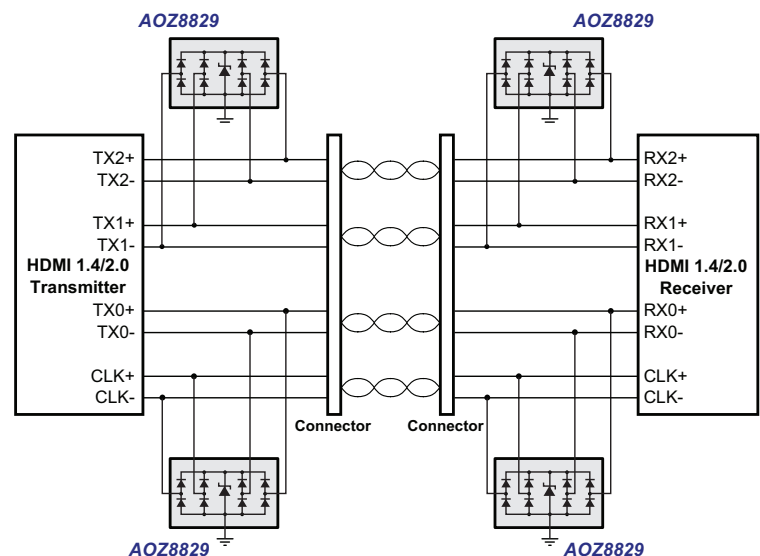 AOZ8829
AOZ8829
TX2+
TX2-
TX1+
TX1-
HDMI 1.4/2.0
Transmitter
TX0+
TX0-
CLK+
CLK-
RX2+
RX2-
RX1+
RX1-
HDMI 1.4/2.0
Receiver
RX0+
RX0-
CLK+
CLK-
Connector
Connector
AOZ8829
AOZ8829